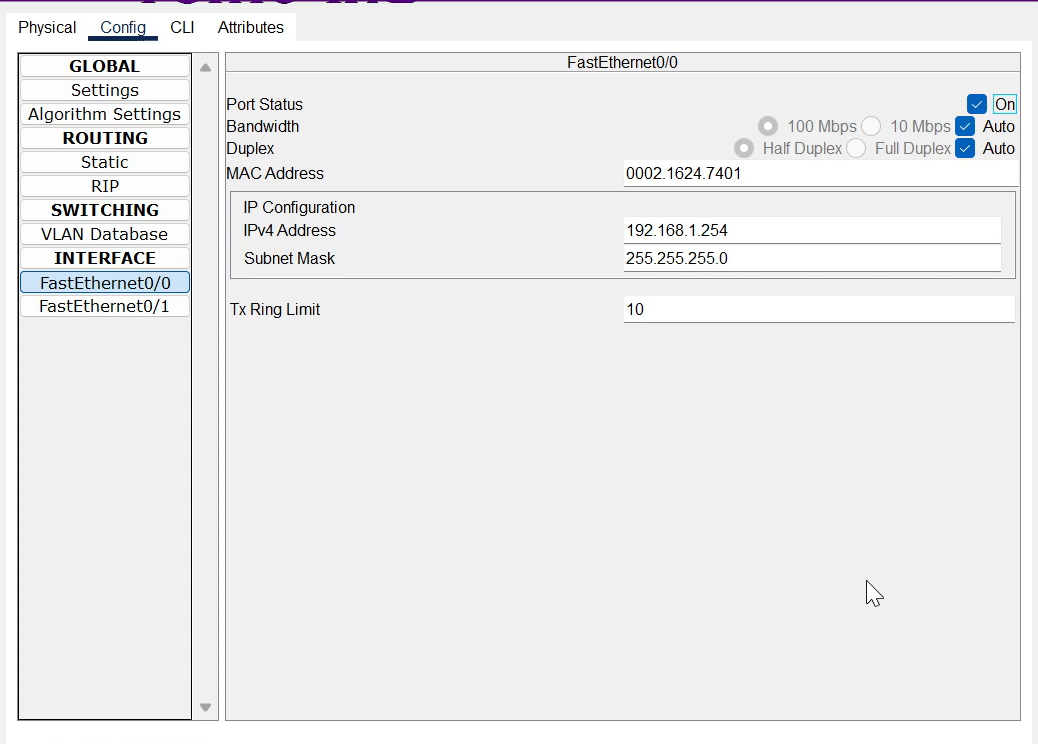 Physical Config CLI Attributes
GLOBAL
Settings
Algorithm Settings
ROUTING
Static
RIP
SWITCHING
VLAN Database
INTERFACE
FastEthernet0/0
FastEthernet0/1
FastEthernet0/0
Port Status On
Bandwidth 100 Mbps 10 Mbps Auto
Duplex Half Duplex Full Duplex Auto
MAC Address 0002.1624.7401
IP Configuration
IPv4 Address 192.168.1.254
Subnet Mask 255.255.255.0
Tx Ring Limit 10